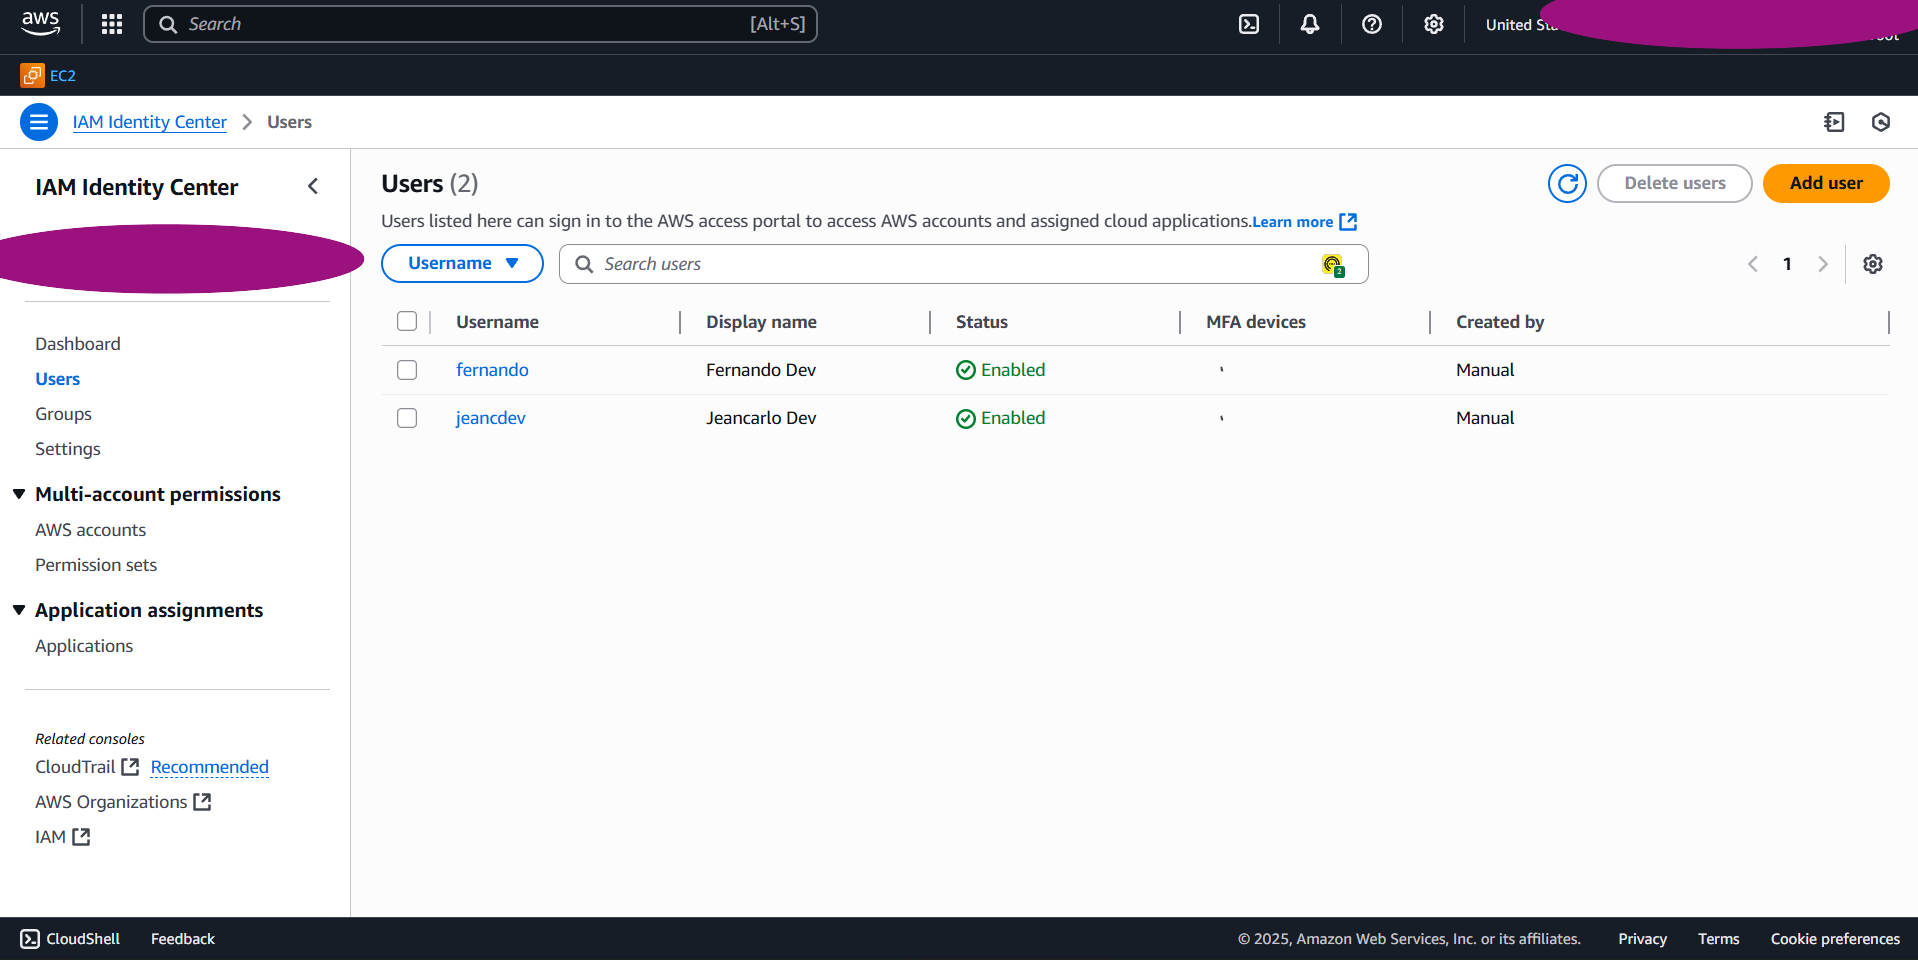 aws
Search [Alt+S]
United
EC2
IAM Identity Center > Users
IAM Identity Center
Dashboard
Users
Groups
Settings
Multi-account permissions
AWS accounts
Permission sets
Application assignments
Applications
Related consoles
CloudTrail Recommended
AWS Organizations
IAM
Users (2)
Delete users
Add user
Users listed here can sign in to the AWS access portal to access AWS accounts and assigned cloud applications.Learn more
Username
Search users
2
1
Username Display name Status MFA devices Created by
fernando Fernando Dev Enabled Manual
jeancdev Jeancarlo Dev Enabled Manual
CloudShell Feedback
© 2025, Amazon Web Services, Inc. or its affiliates. Privacy Terms Cookie preferences